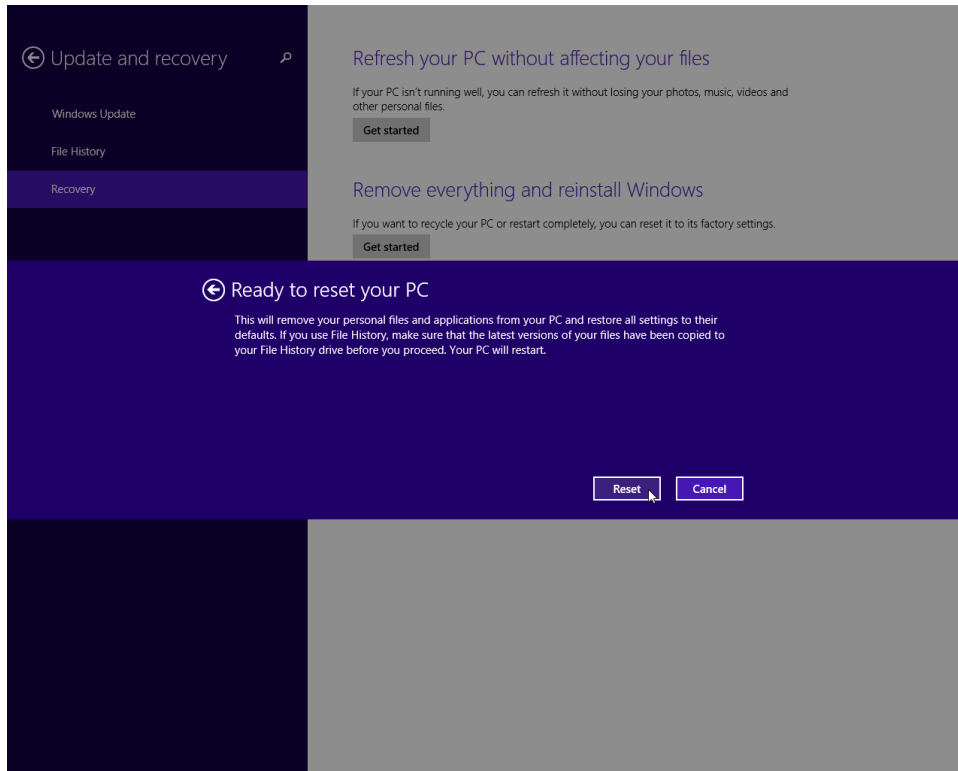 Update and recovery
Windows Update
File History
Recovery
Refresh your PC without affecting your files
If your PC isn't running well, you can refresh it without losing your photos, music, videos and
other personal files.
Get started
Remove everything and reinstall Windows
If you want to recycle your PC or restart completely, you can reset it to its factory settings.
Get started
Ready to reset your PC
This will remove your personal files and applications from your PC and restore all settings to their
defaults. If you use File History, make sure that the latest versions of your files have been copied to
your File History drive before you proceed. Your PC will restart.
Reset
Cancel